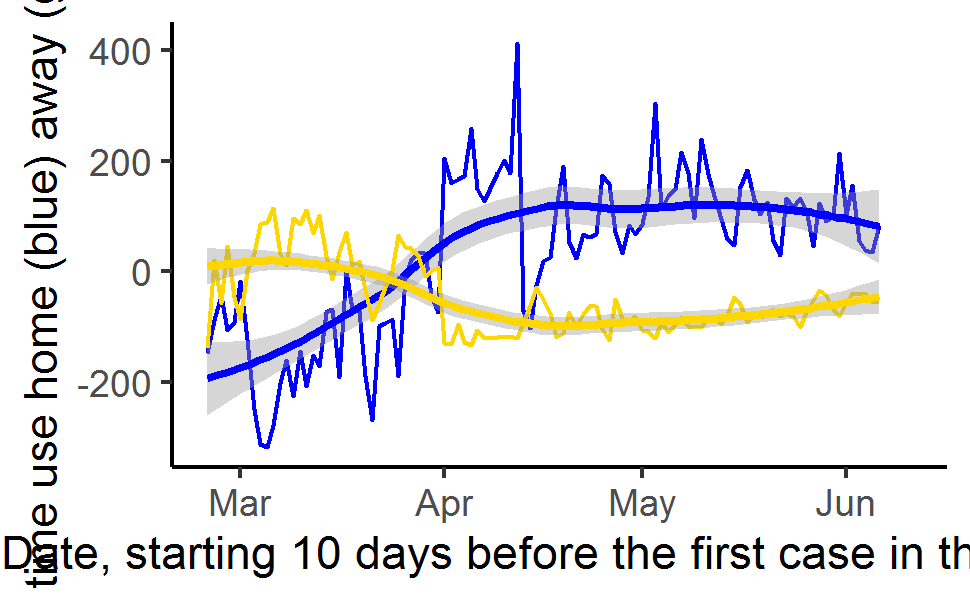 time use home (blue) away (
400
200
0
-200
Mar Apr May Jun
Date, starting 10 days before the first case in th